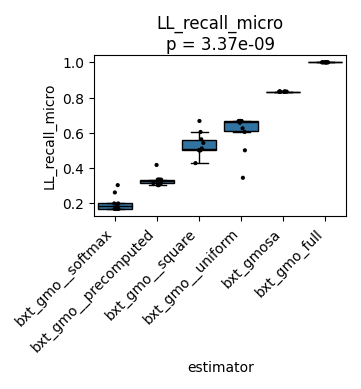 LL_recall_micro
p = 3.37e-09
LL_recall_micro
1.0
0.8
0.6
0.4
0.2
bxt_gmo__softmax
bxt_gmo__precomputed
bxt_gmo__square
bxt_gmo__uniform
bxt_gmosa
bxt_gmo_full
estimator